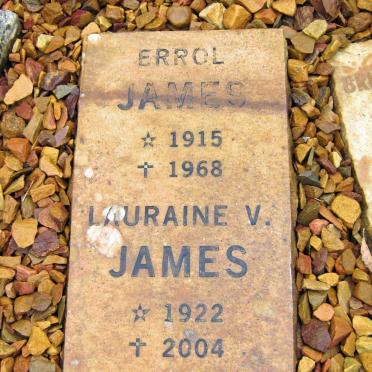 ERROL
JAMES
☆ 1915
✝ 1968
LAURAINE V.
JAMES
☆ 1922
✝ 2004